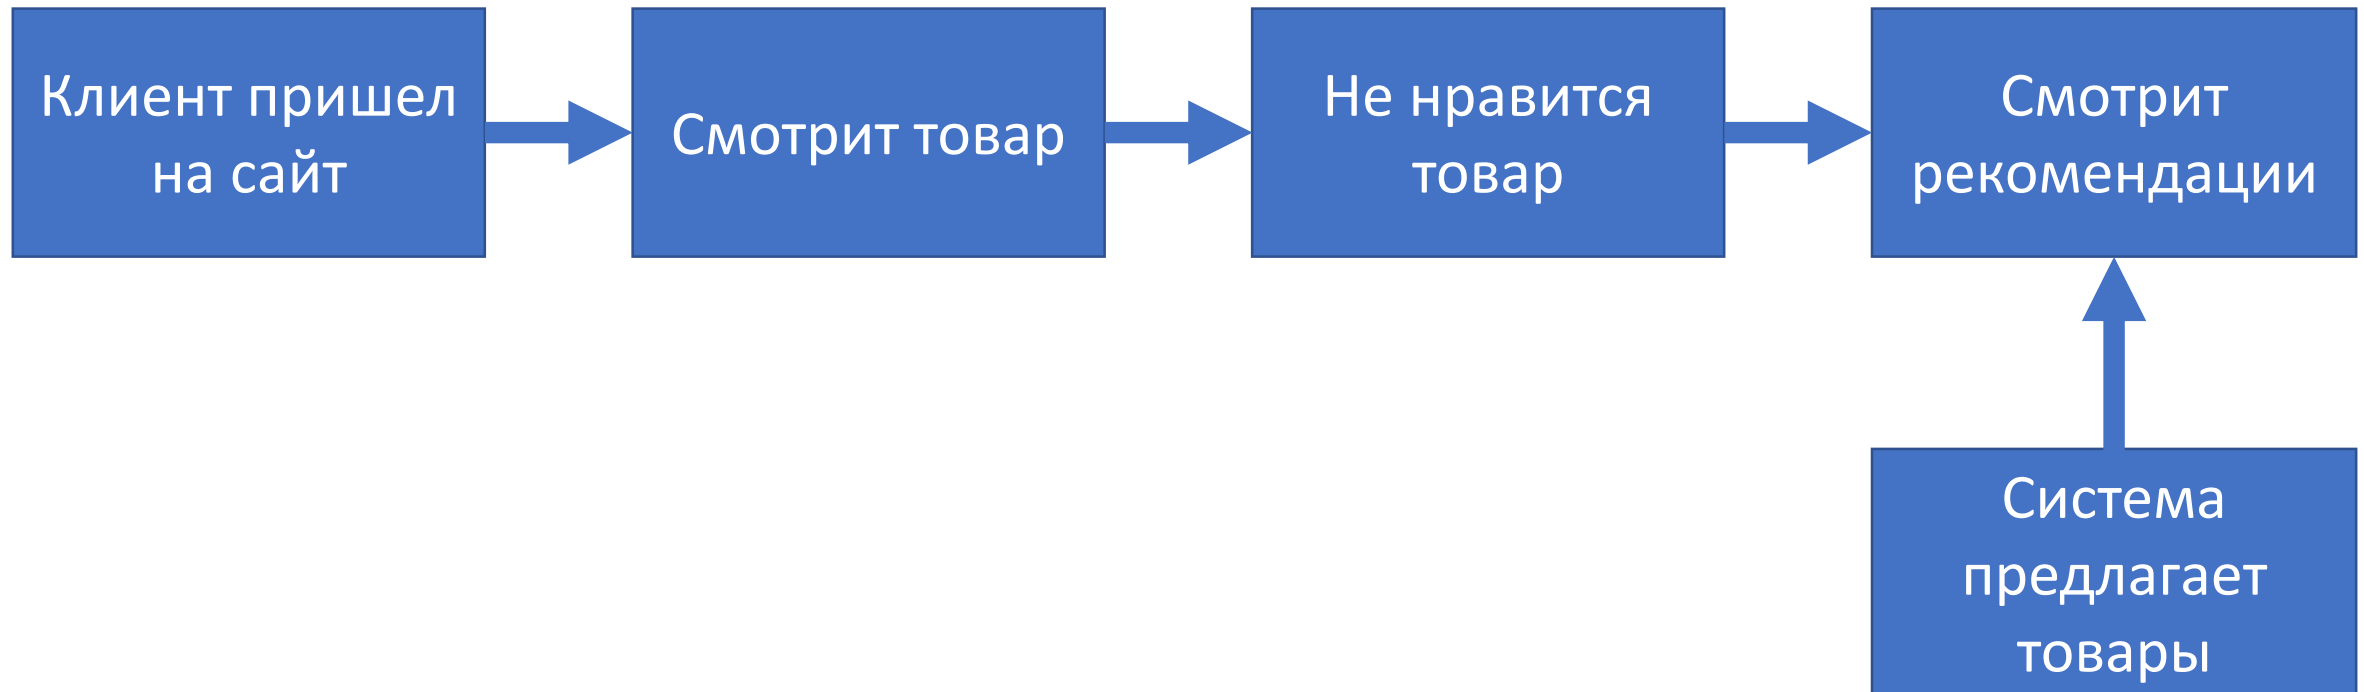 Клиент пришел
на сайт
Смотрит товар
Не нравится
товар
Смотрит
рекомендации
Система
предлагает
товары